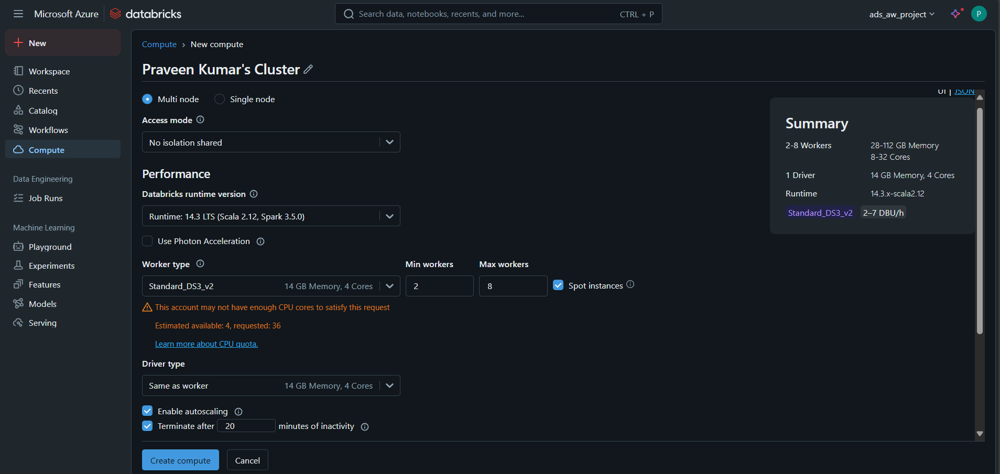 Microsoft Azure databricks
Search data, notebooks, recents, and more... CTRL + P
ads_aw_project
P
New
Workspace
Recents
Catalog
Workflows
Compute
Data Engineering
Job Runs
Machine Learning
Playground
Experiments
Features
Models
Serving
Compute › New compute
Praveen Kumar's Cluster
UI | JSON
Multi node Single node
Access mode
No isolation shared
Performance
Databricks runtime version
Runtime: 14.3 LTS (Scala 2.12, Spark 3.5.0)
Use Photon Acceleration
Worker type Min workers Max workers
Standard_DS3_v2 14 GB Memory, 4 Cores 2 8 Spot instances
This account may not have enough CPU cores to satisfy this request
Estimated available: 4, requested: 36
Learn more about CPU quota.
Driver type
Same as worker 14 GB Memory, 4 Cores
Enable autoscaling
Terminate after 20 minutes of inactivity
Create compute Cancel
Summary
2-8 Workers 28-112 GB Memory
8-32 Cores
1 Driver 14 GB Memory, 4 Cores
Runtime 14.3.x-scala2.12
Standard_DS3_v2 2–7 DBU/h